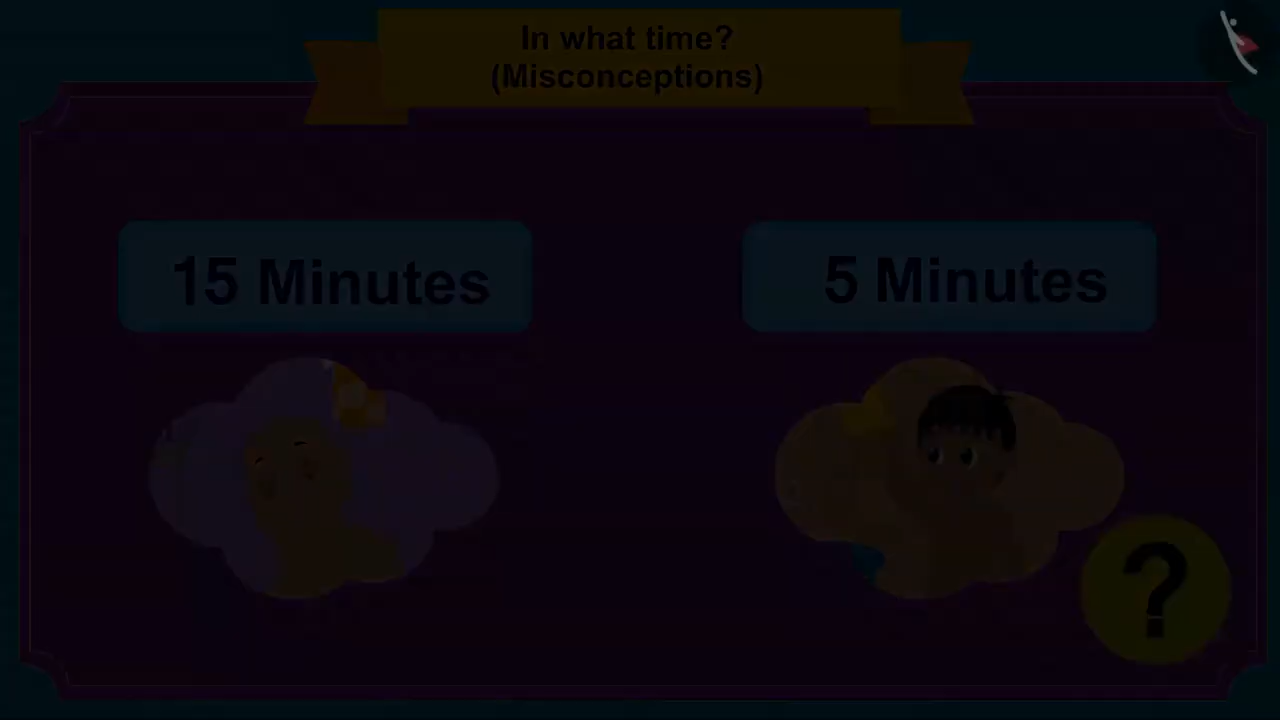 In what time?
(Misconceptions)
15 Minutes
5 Minutes
?